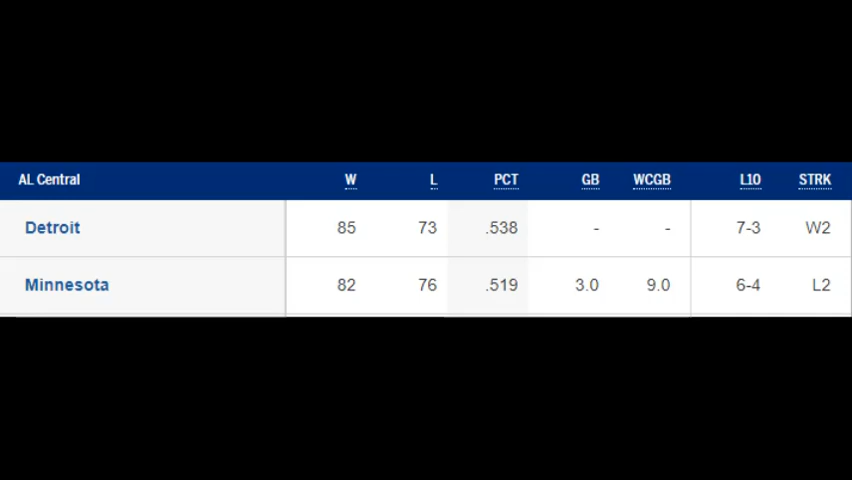 AL Central W L PCT GB WCGB L10 STRK
Detroit 85 73 .538 - - 7-3 W2
Minnesota 82 76 .519 3.0 9.0 6-4 L2